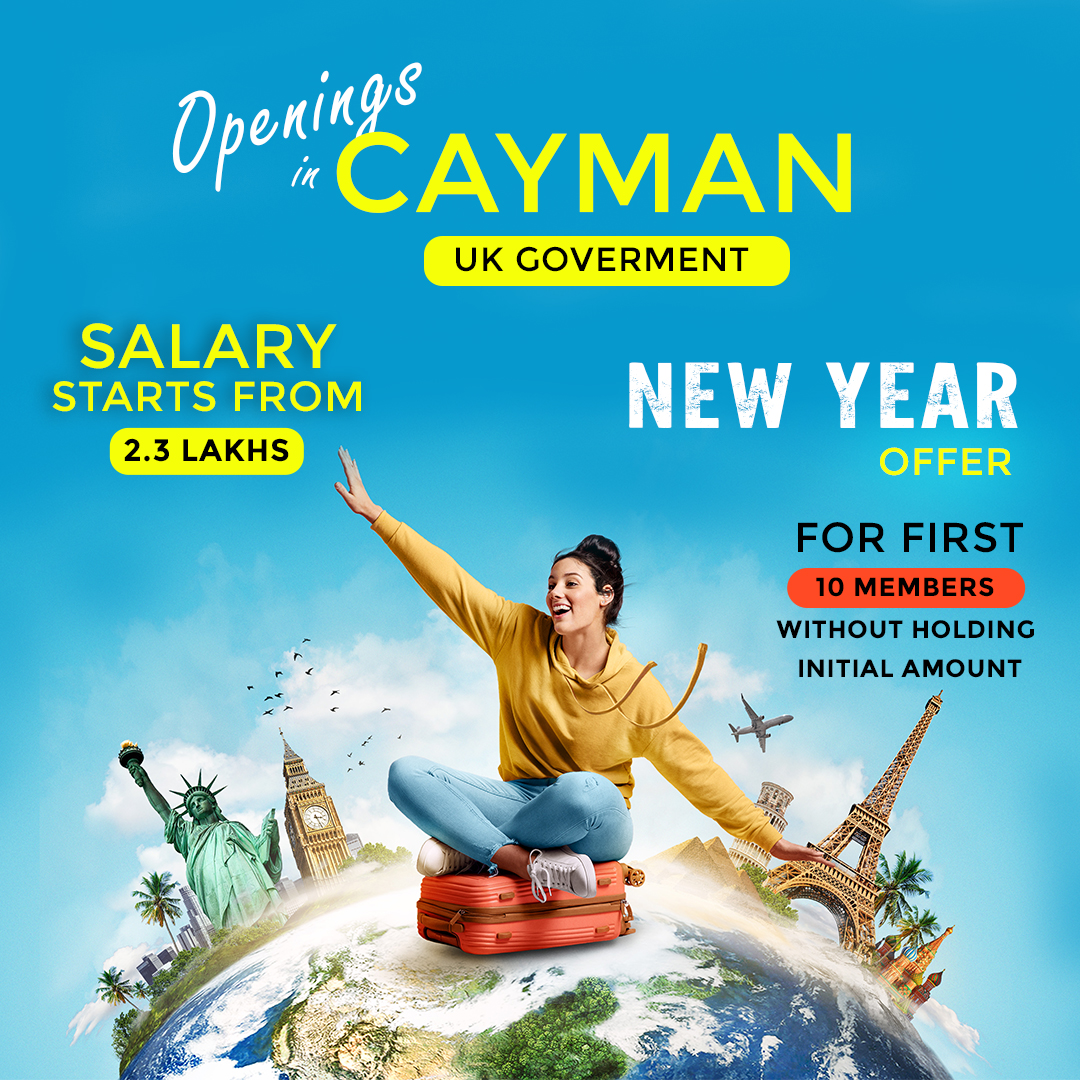 Openings
in CAYMAN
UK GOVERMENT
SALARY
STARTS FROM
2.3 LAKHS
NEW YEAR
OFFER
FOR FIRST
10 MEMBERS
WITHOUT HOLDING
INITIAL AMOUNT